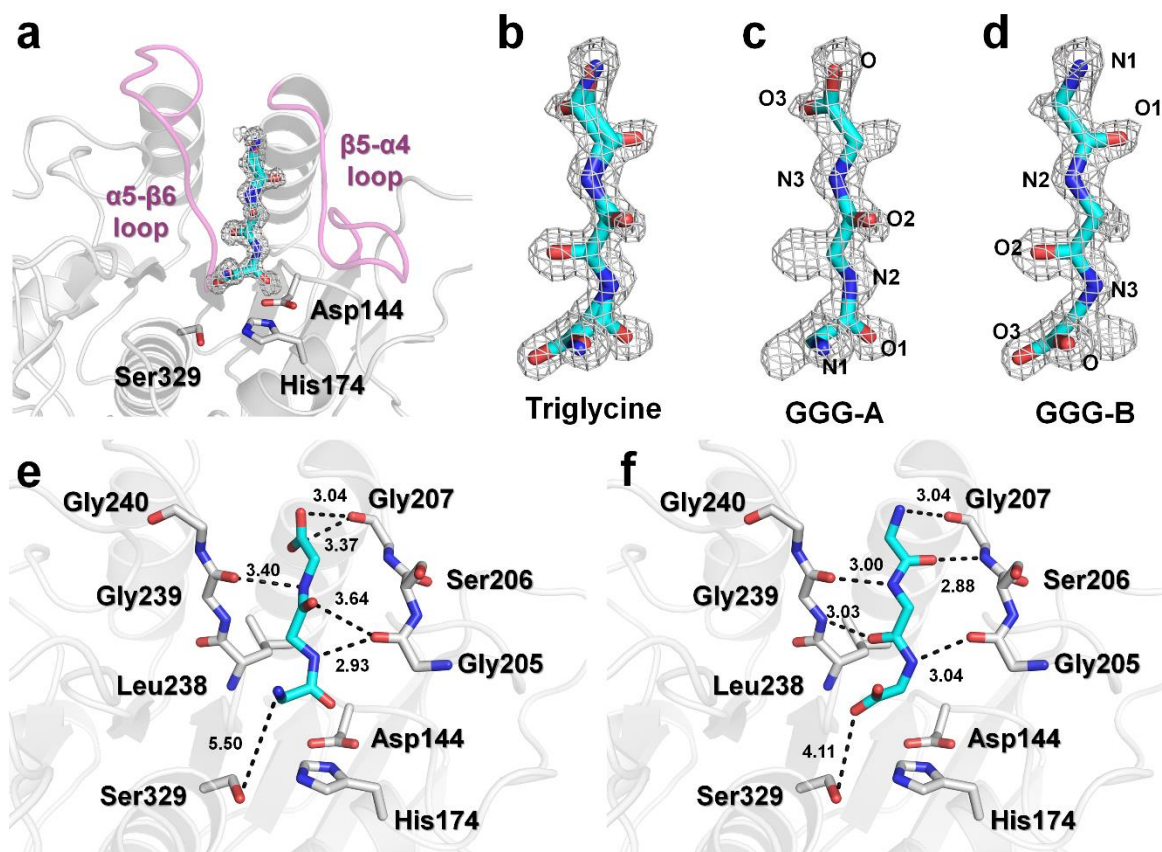 a
α5-β6
loop
β5-α4
loop
Asp144
Ser329
His174
b
Triglycine
c
O
O3
N3
O2
N2
O1
N1
GGG-A
d
N1
O1
N2
O2
N3
O3
O
GGG-B
e
Gly240
3.04
Gly207
3.37
3.40
Gly239
3.64
Ser206
2.93
Leu238
Gly205
5.50
Asp144
Ser329
His174
f
Gly240
3.04
Gly207
3.00
Gly239
2.88
Ser206
3.03
Leu238
3.04
Gly205
4.11
Asp144
Ser329
His174